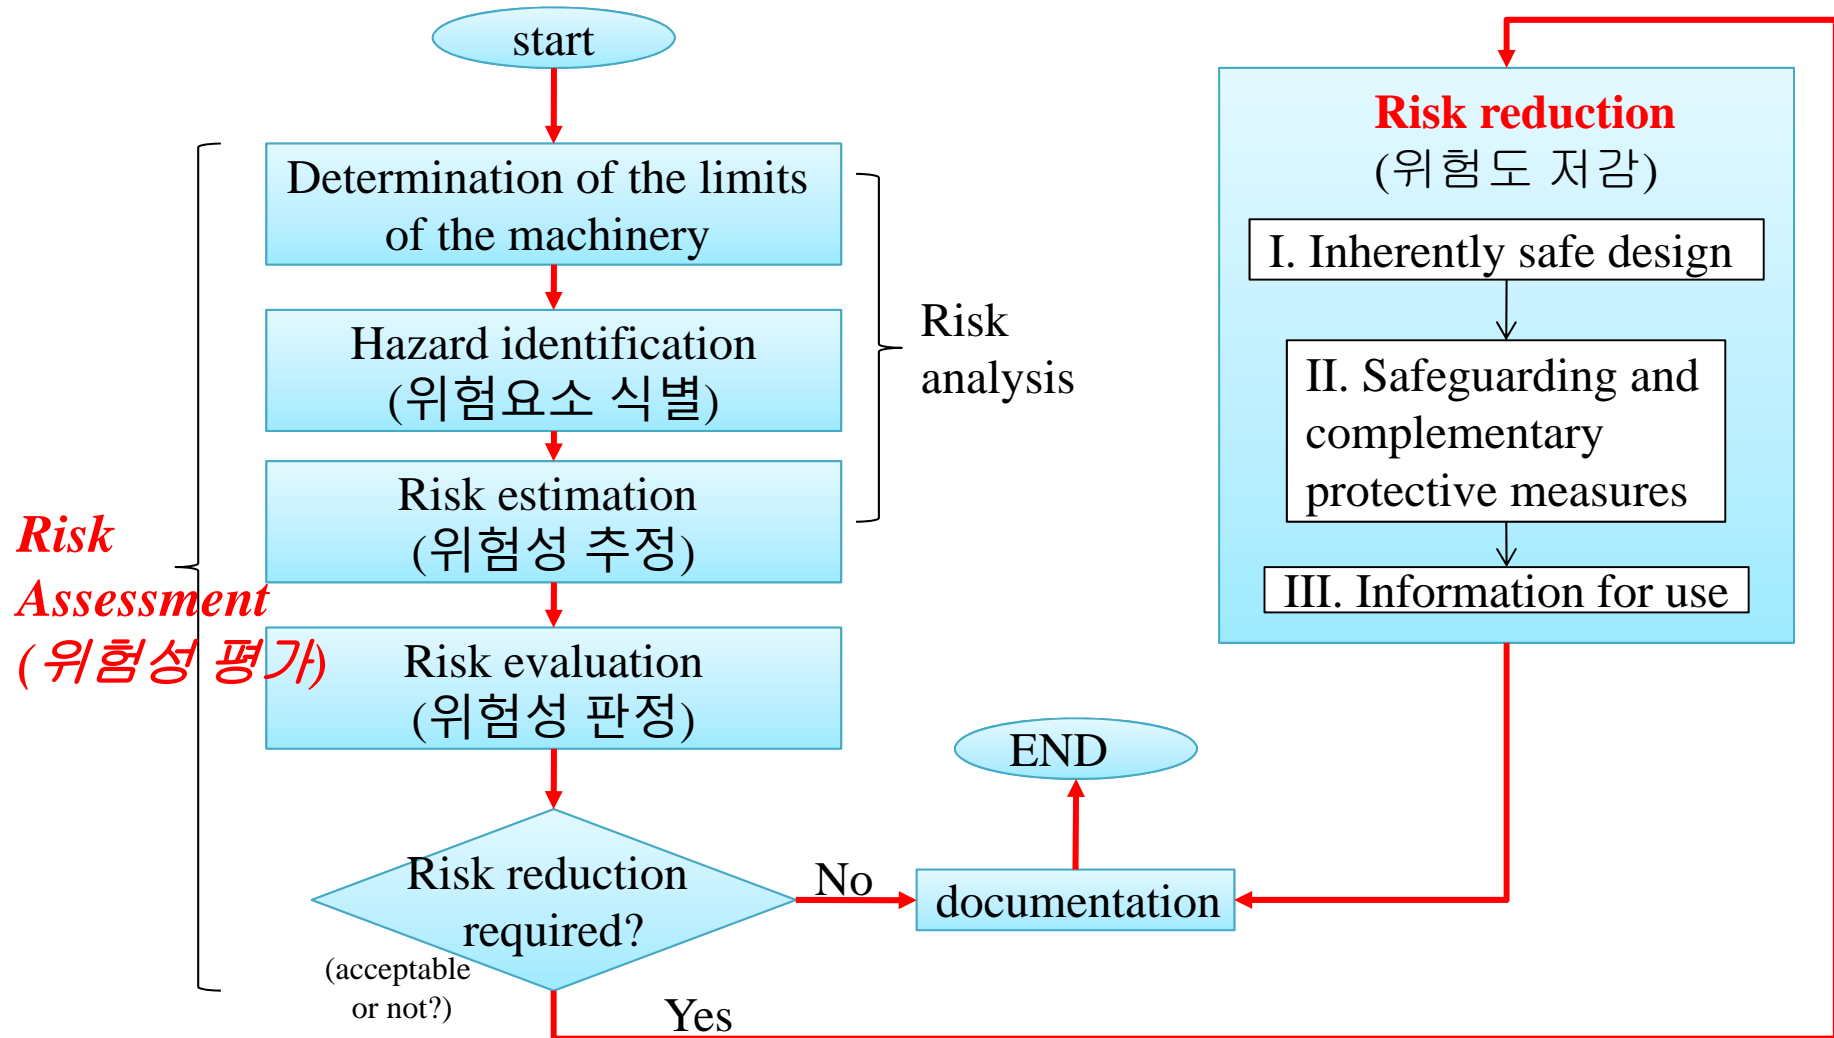 start
Determination of the limits
of the machinery
Hazard identification
(위험요소 식별)
Risk estimation
(위험성 추정)
Risk evaluation
(위험성 판정)
Risk reduction
required?
(acceptable
or not?)
Risk
Assessment
(위험성 평가)
Risk
analysis
No
Yes
documentation
END
Risk reduction
(위험도 저감)
I. Inherently safe design
II. Safeguarding and
complementary
protective measures
III. Information for use